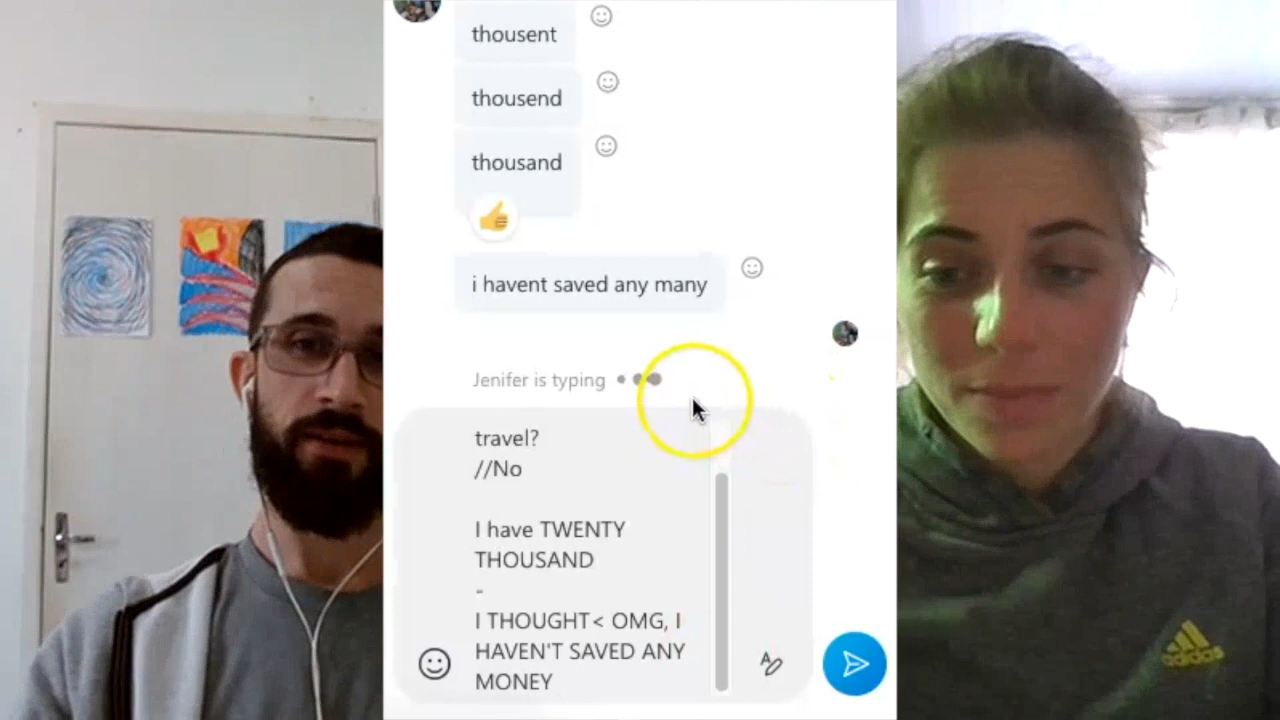 thousent
thousend
thousand
i havent saved any many
Jenifer is typing
travel?
//No
I have TWENTY
THOUSAND
-
I THOUGHT< OMG, I
HAVEN'T SAVED ANY
MONEY
adidas